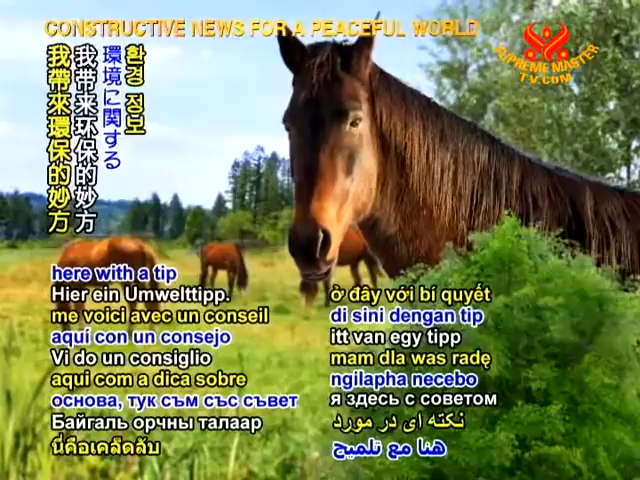 CONSTRUCTIVE NEWS FOR A PEACEFUL WORLD
SUPREME MASTER
TV.COM
환경 정보
環境に関する
我带来环保的妙方
我帶來環保的妙方
here with a tip
Hier ein Umwelttipp.
me voici avec un conseil
aquí con un consejo
Vi do un consiglio
aqui com a dica sobre
основа, тук съм със съвет
Байгаль орчны талаар
นี่คือเคล็ดลับ
ở đây với bí quyết
di sini dengan tip
itt van egy tipp
mam dla was radę
ngilapha necebo
я здесь с советом
نکته ای در مورد
هنا مع تلميح